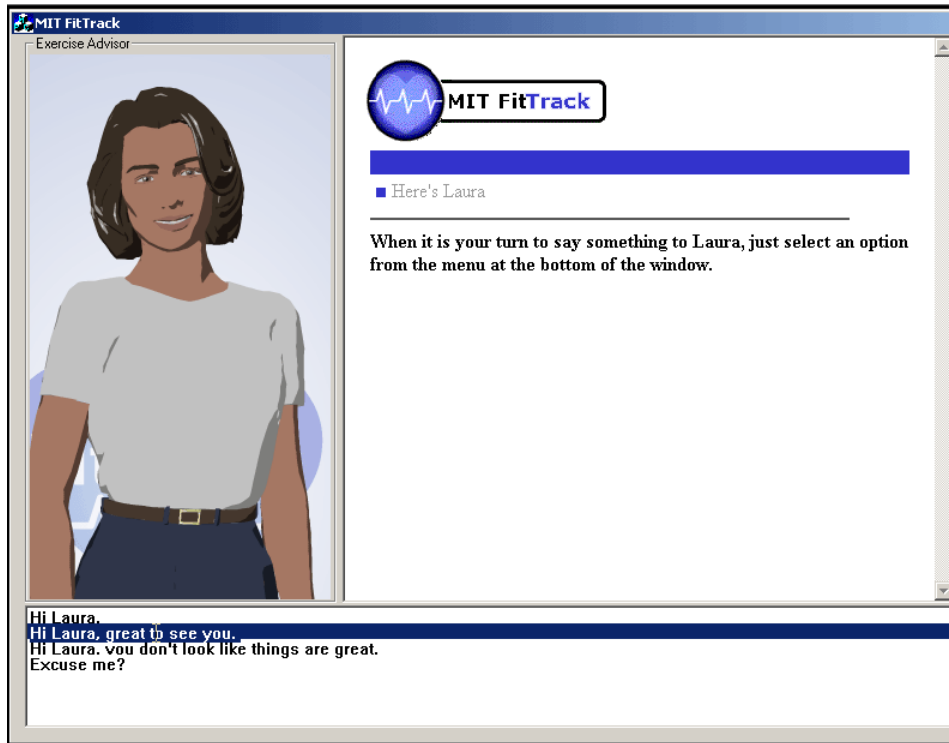 MIT FitTrack
Exercise Advisor
MIT FitTrack
Here's Laura
When it is your turn to say something to Laura, just select an option
from the menu at the bottom of the window.
Hi Laura.
Hi Laura, great to see you.
Hi Laura. you don't look like things are great.
Excuse me?